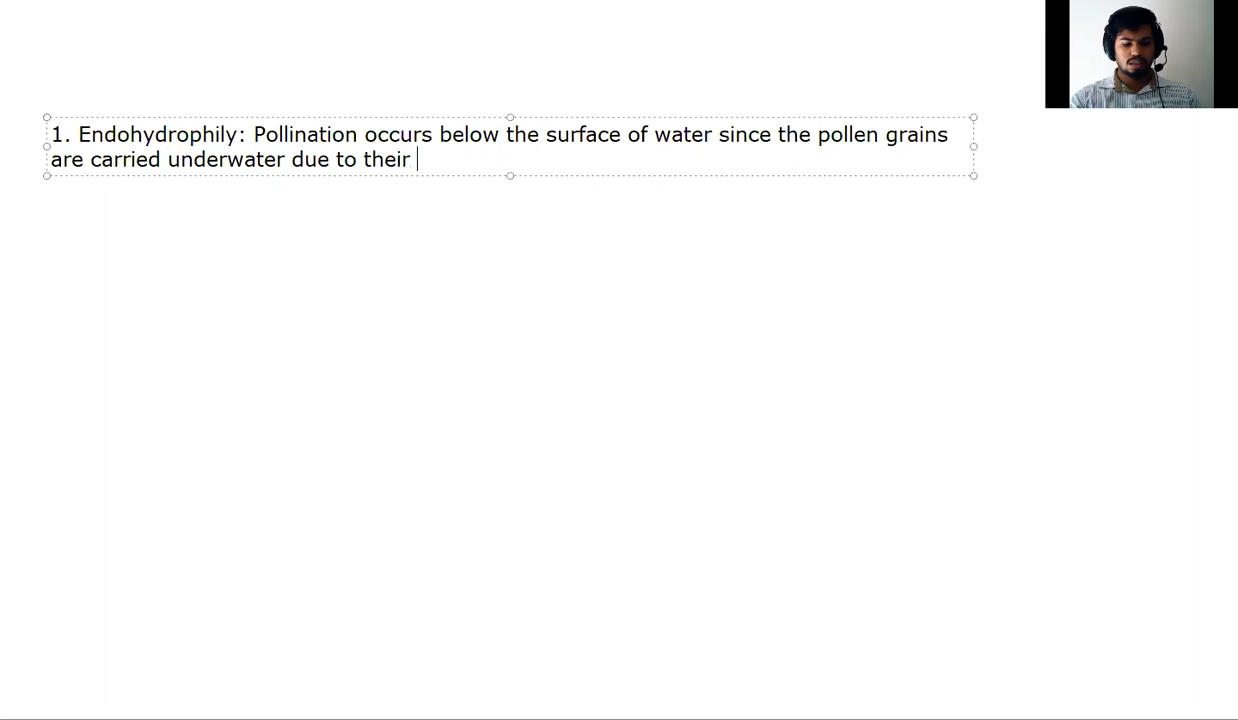 1. Endohydrophily: Pollination occurs below the surface of water since the pollen grains
are carried underwater due to their